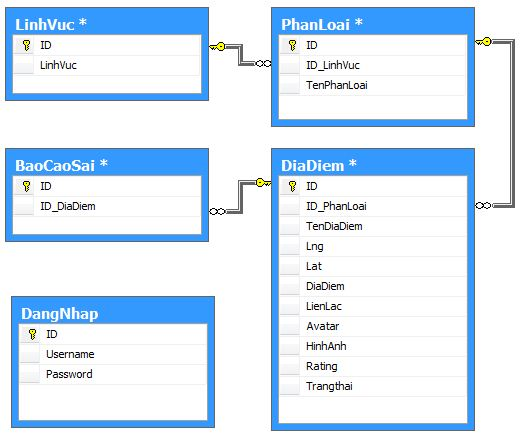 LinhVuc *
ID
LinhVuc
PhanLoai *
ID
ID_LinhVuc
TenPhanLoai
BaoCaoSai *
ID
ID_DiaDiem
DiaDiem *
ID
ID_PhanLoai
TenDiaDiem
Lng
Lat
DiaDiem
LienLac
Avatar
HinhAnh
Rating
Trangthai
DangNhap
ID
Username
Password